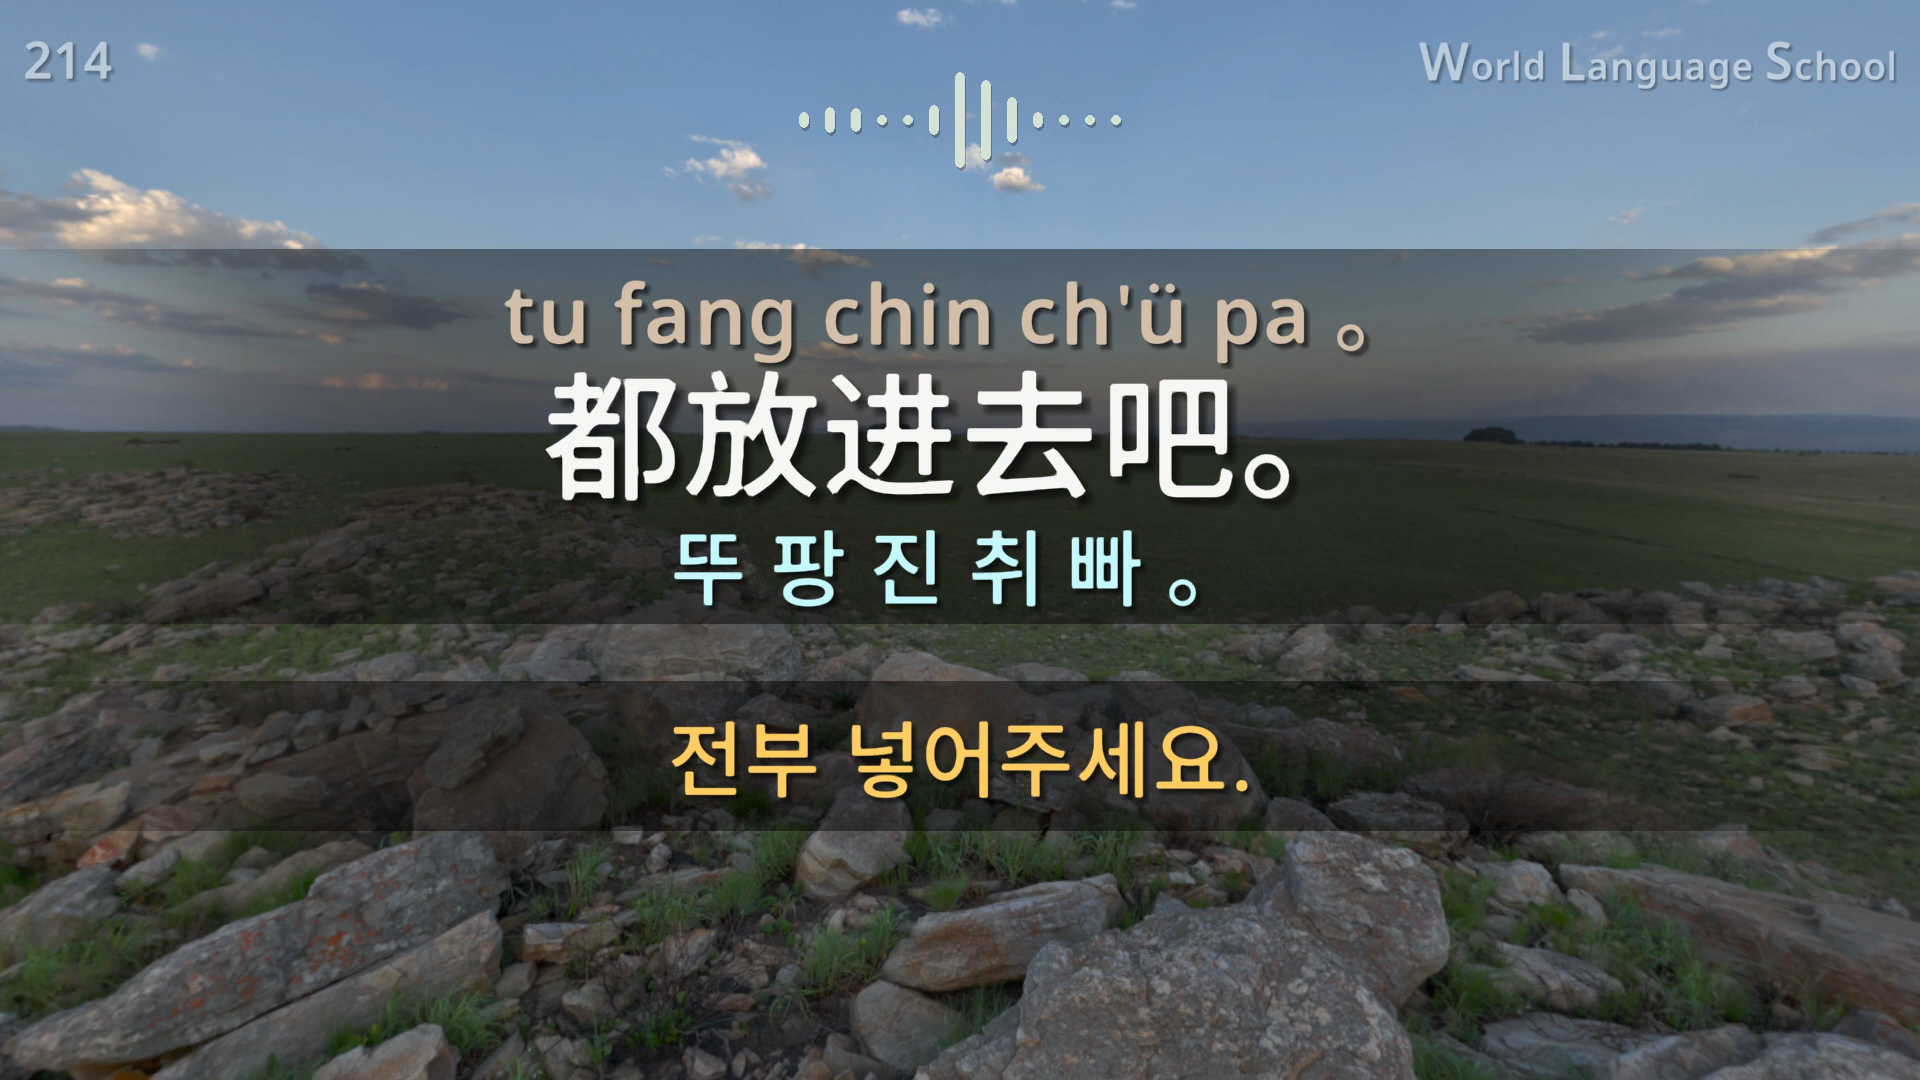 214
World Language School
tu fang chin ch'ü pa 。
都放进去吧。
뚜 팡 진 취 빠 。
전부 넣어주세요.